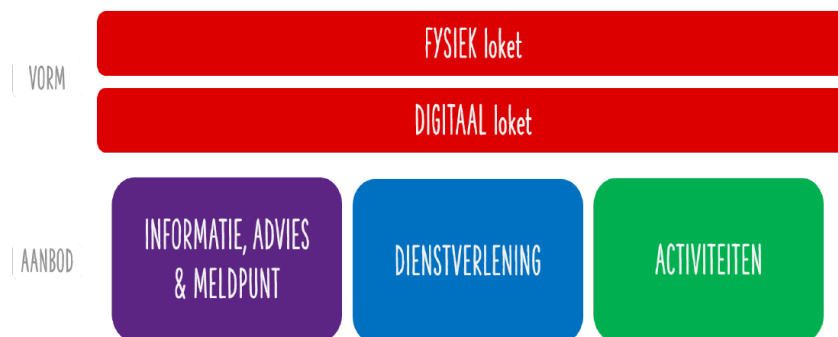 FYSIEK loket
VORM
DIGITAAL loket
INFORMATIE, ADVIES
& MELDPUNT
DIENSTVERLENING
ACTIVITEITEN
AANBOD